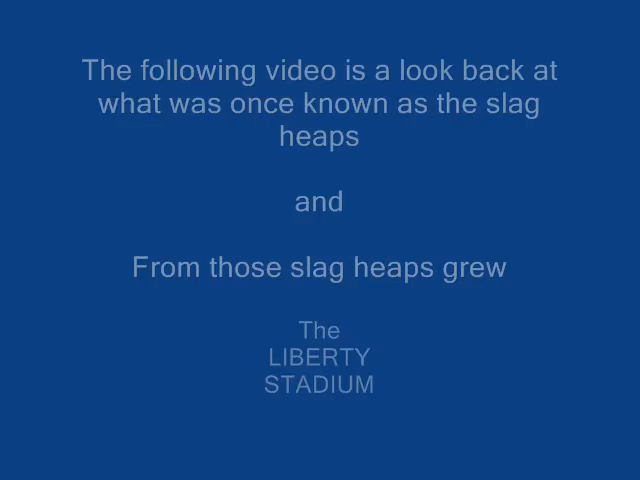 The following video is a look back at
what was once known as the slag
heaps
and
From those slag heaps grew
The
LIBERTY
STADIUM